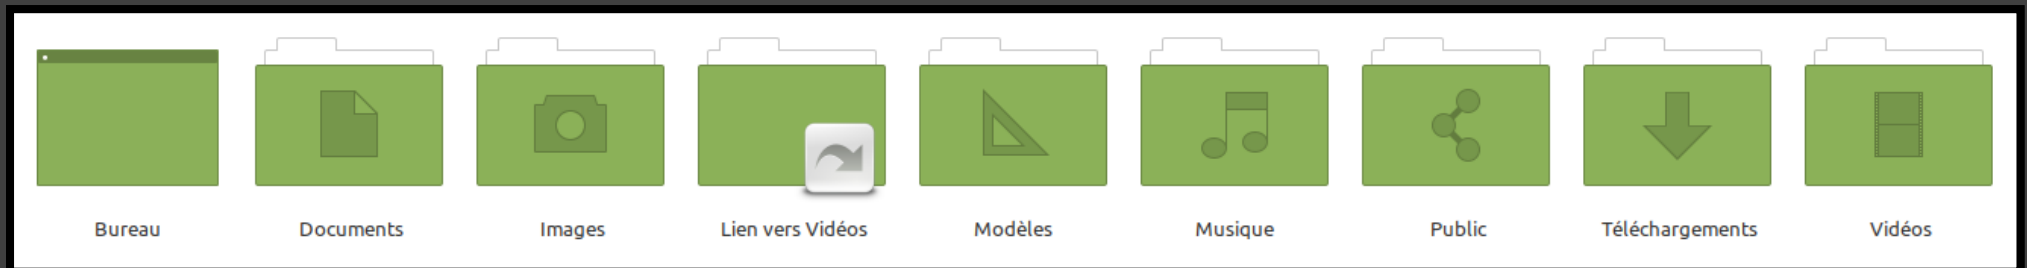 Bureau
Documents
Images
Lien vers Vidéos
Modèles
Musique
Public
Téléchargements
Vidéos